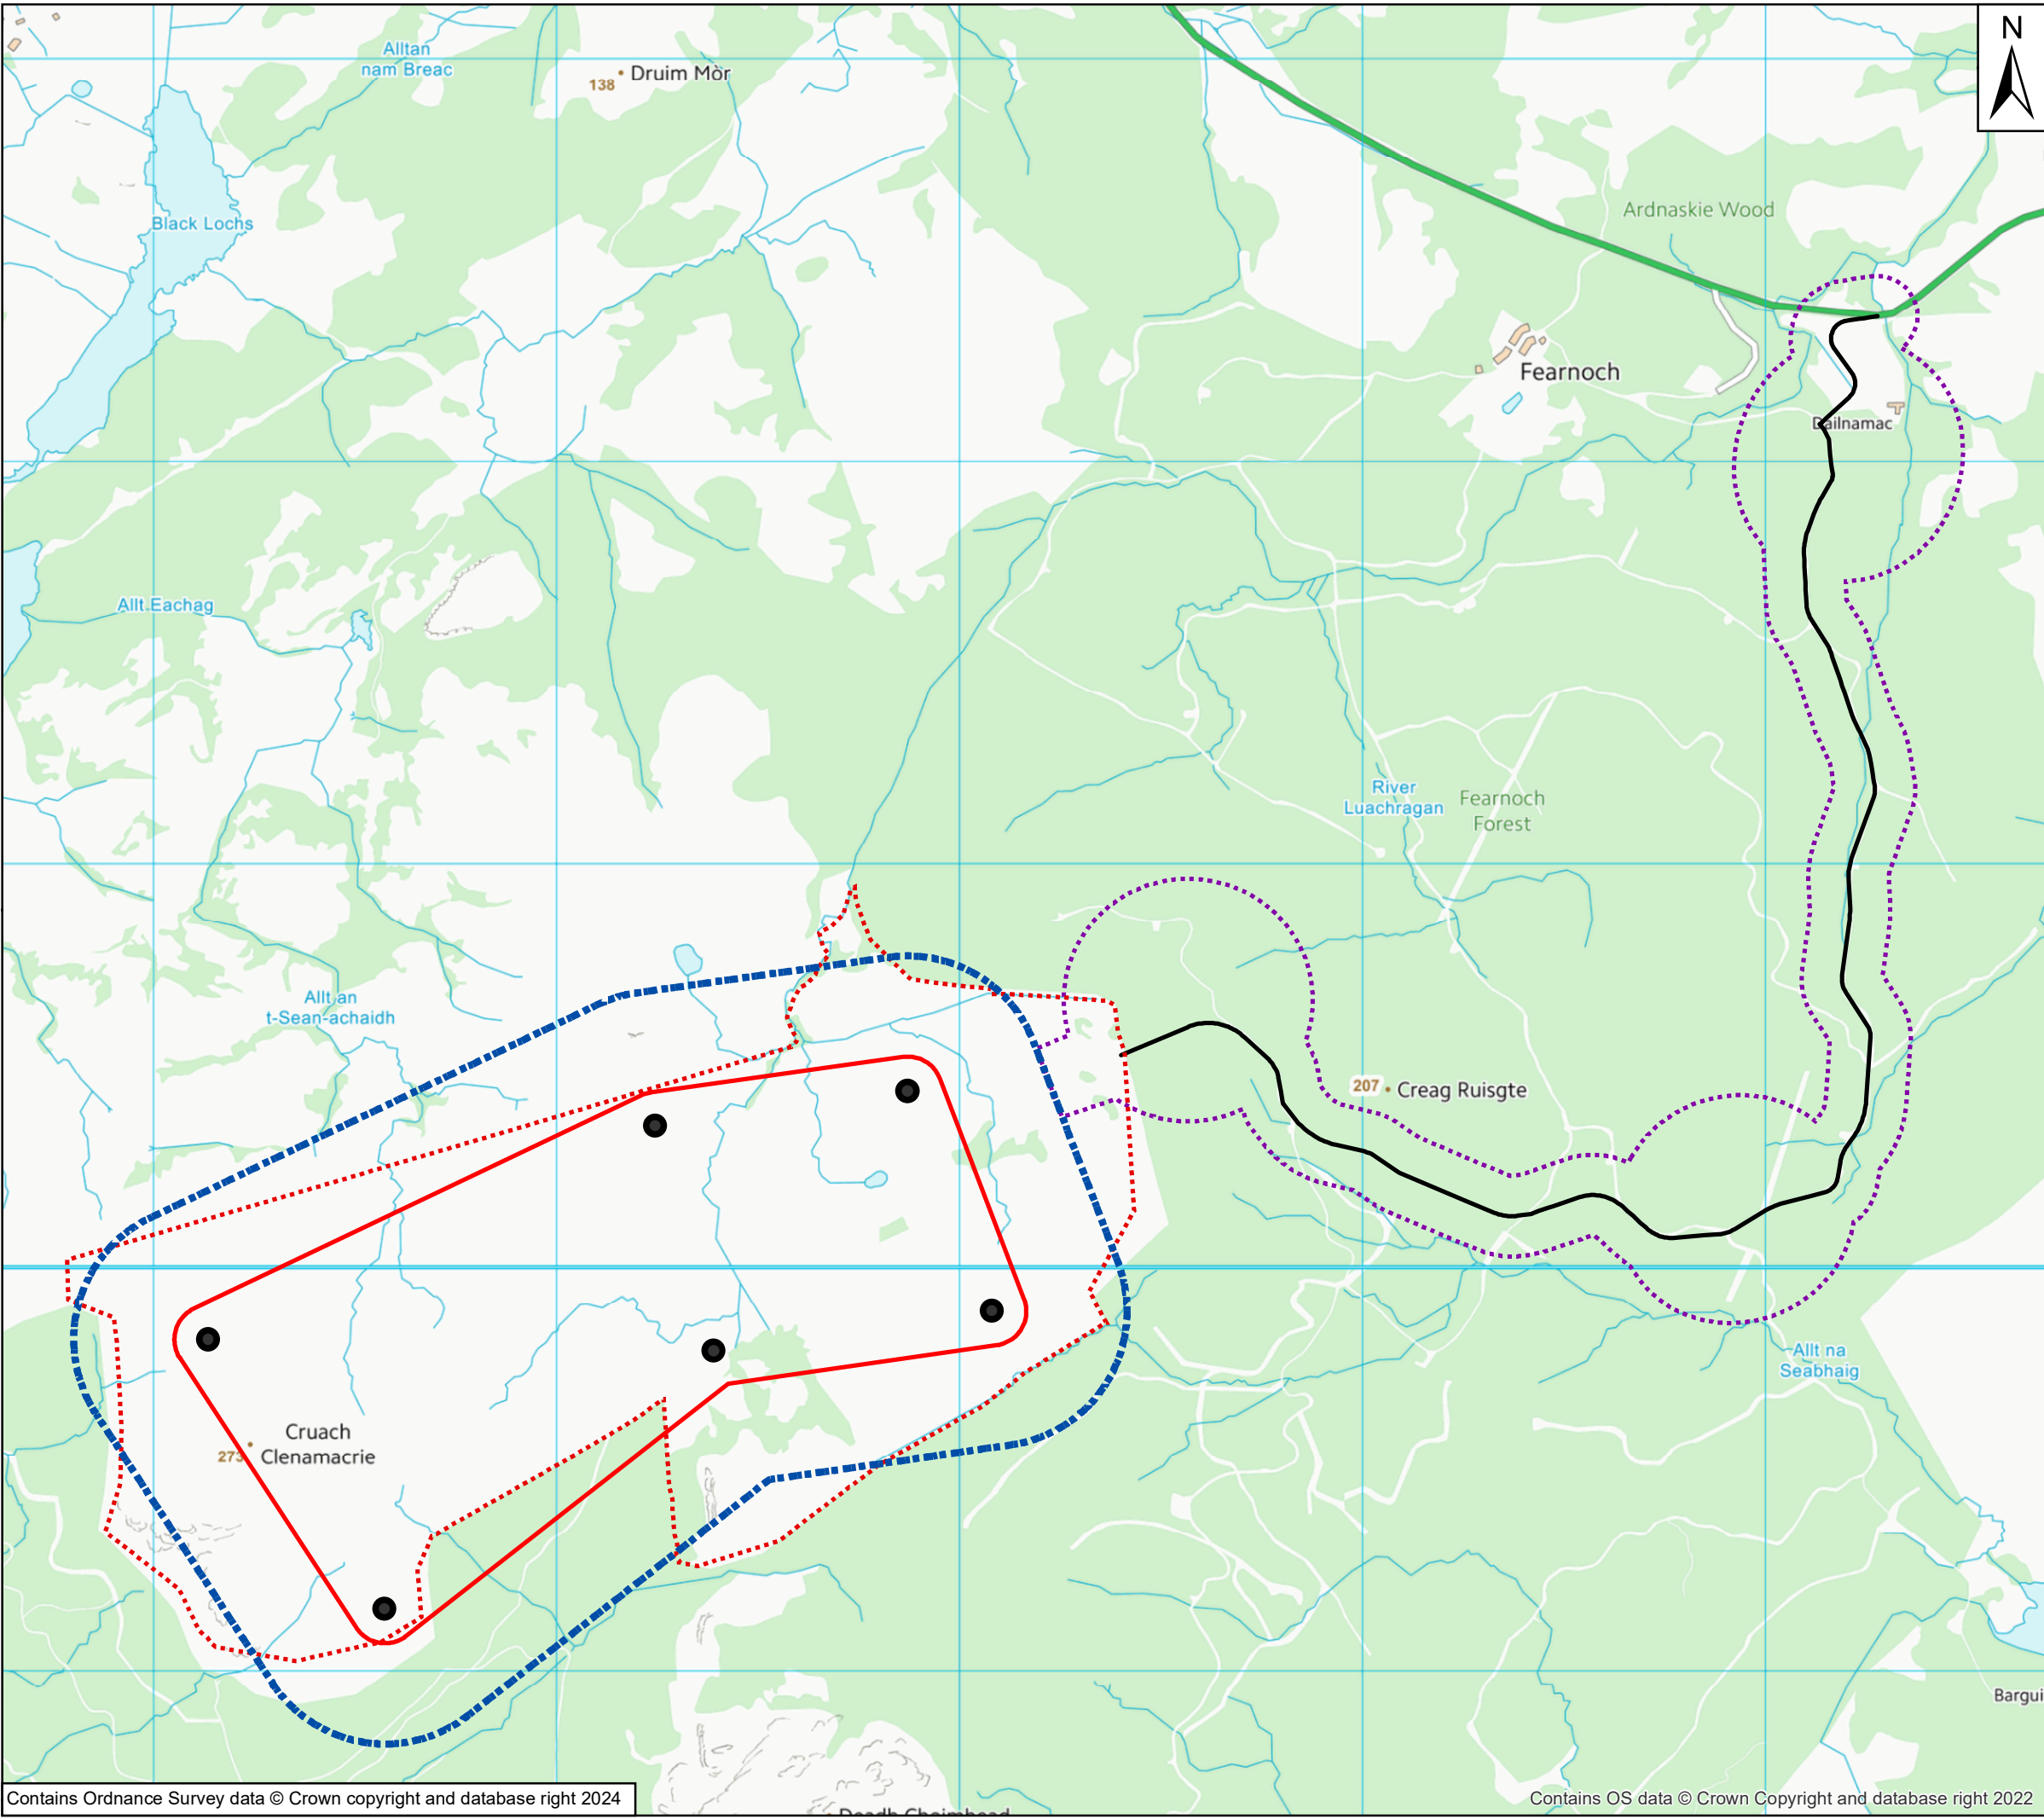 N
Alltan
nam Breac
138
Druim Mòr
Black Lochs
Ardnaskie Wood
Fearnoch
Dailnamac
Allt Eachag
River
Luachragan
Fearnoch
Forest
Allt an
t-Sean-achaidh
207
Creag Ruisgte
Allt na
Seabhaig
Cruach
273
Clenamacrie
Bargui
Contains Ordnance Survey data © Crown copyright and database right 2024
Contains OS data © Crown Copyright and database right 2022